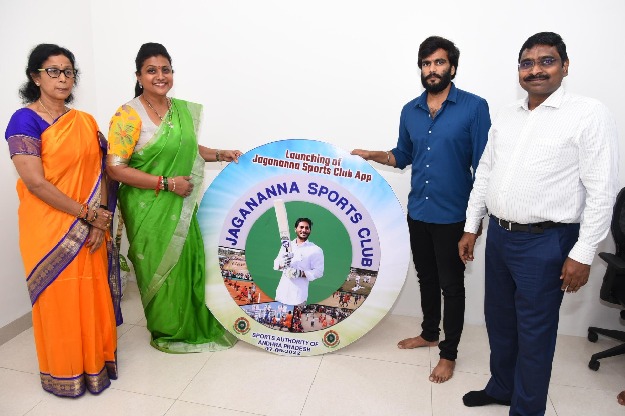 Launching of
Jagananna Sports Club App
JAGANANNA SPORTS CLUB
SPORTS AUTHORITY OF
ANDHRA PRADESH